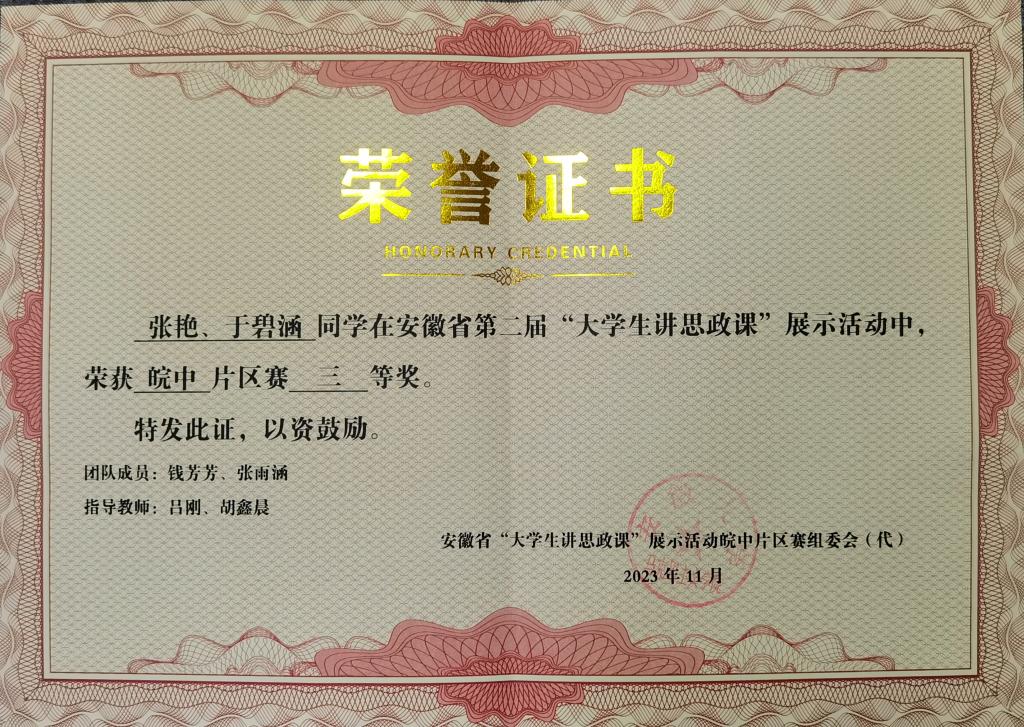 荣誉证书
HONORARY CREDENTIAL
张艳、于碧涵 同学在安徽省第二届“大学生讲思政课”展示活动中，
荣获 皖中 片区赛 三 等奖。
特发此证，以资鼓励。
团队成员：钱芳芳、张雨涵
指导教师：吕刚、胡鑫晨
安徽省“大学生讲思政课”展示活动皖中片区赛组委会（代）
2023 年 11 月